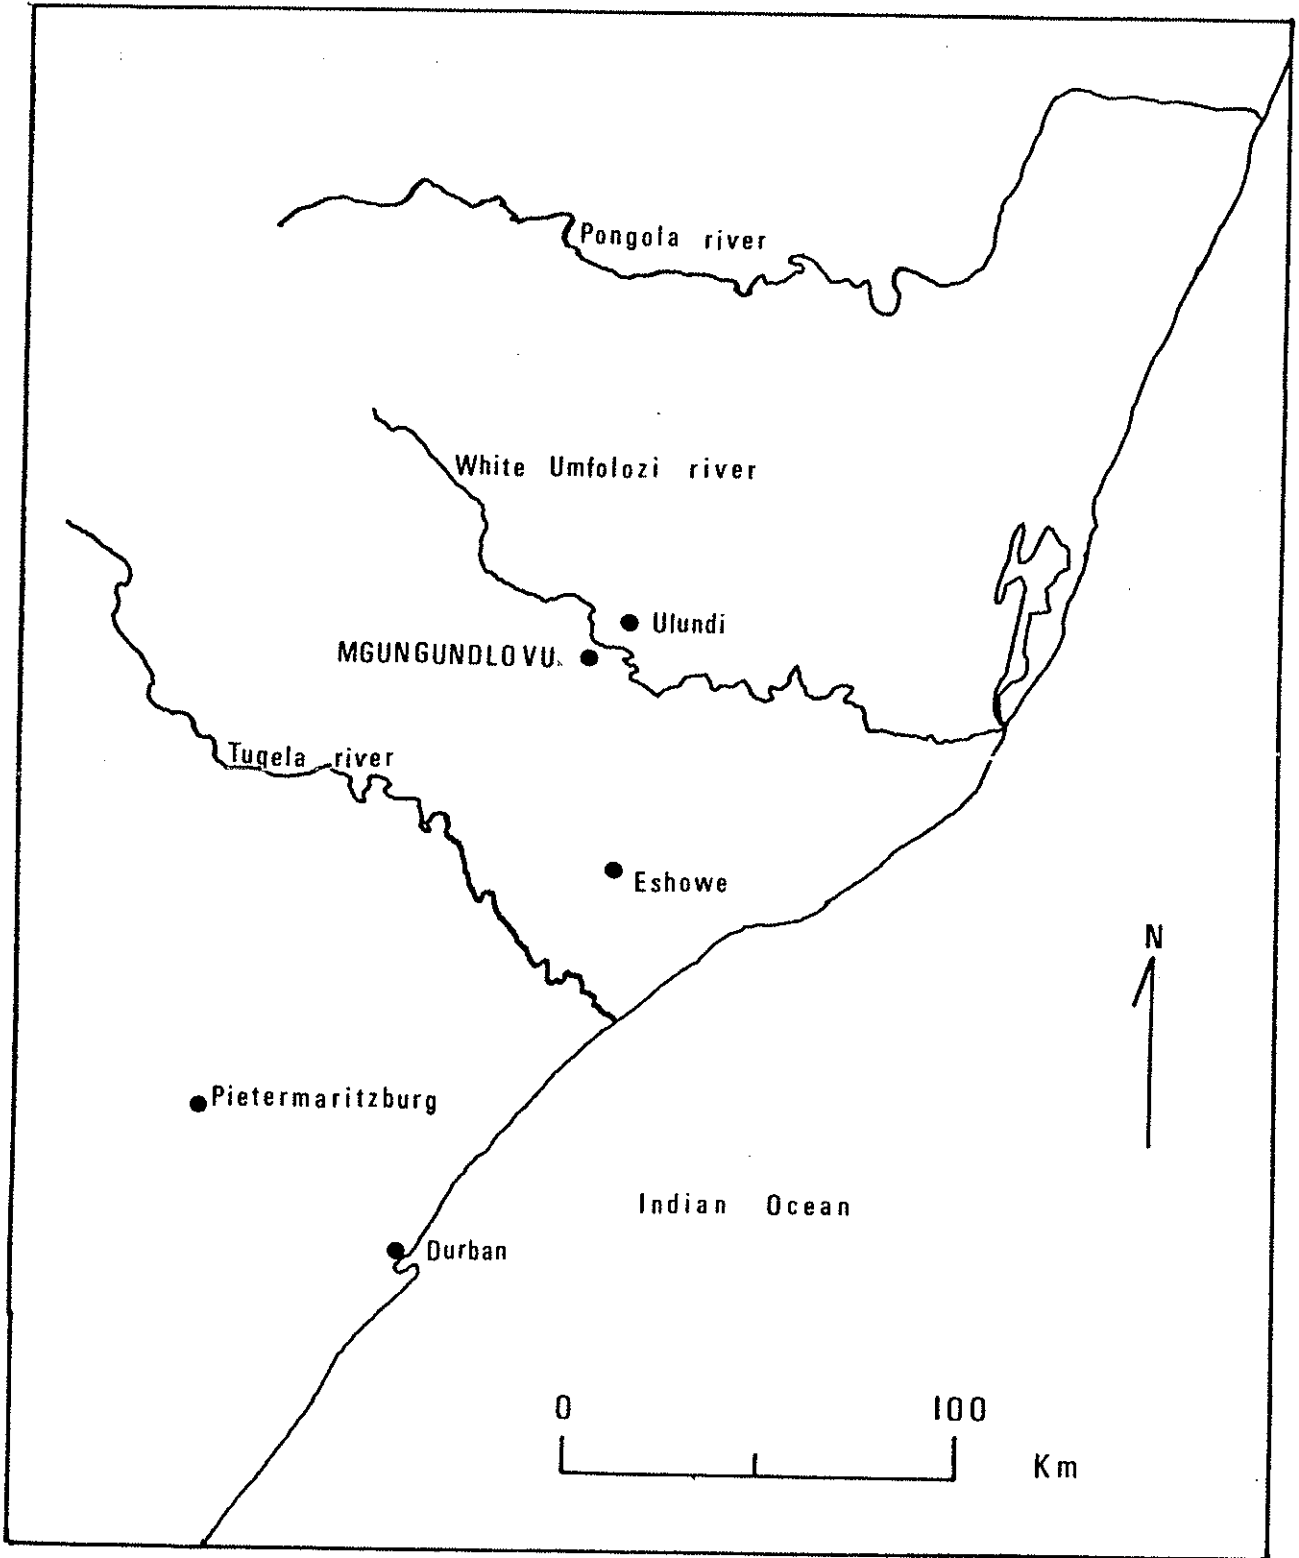 Pongola river
White Umfolozi river
Ulundi
MGUNGUNDLOVU
Tugela river
Eshowe
N
Pietermaritzburg
Indian Ocean
Durban
0 100
Km